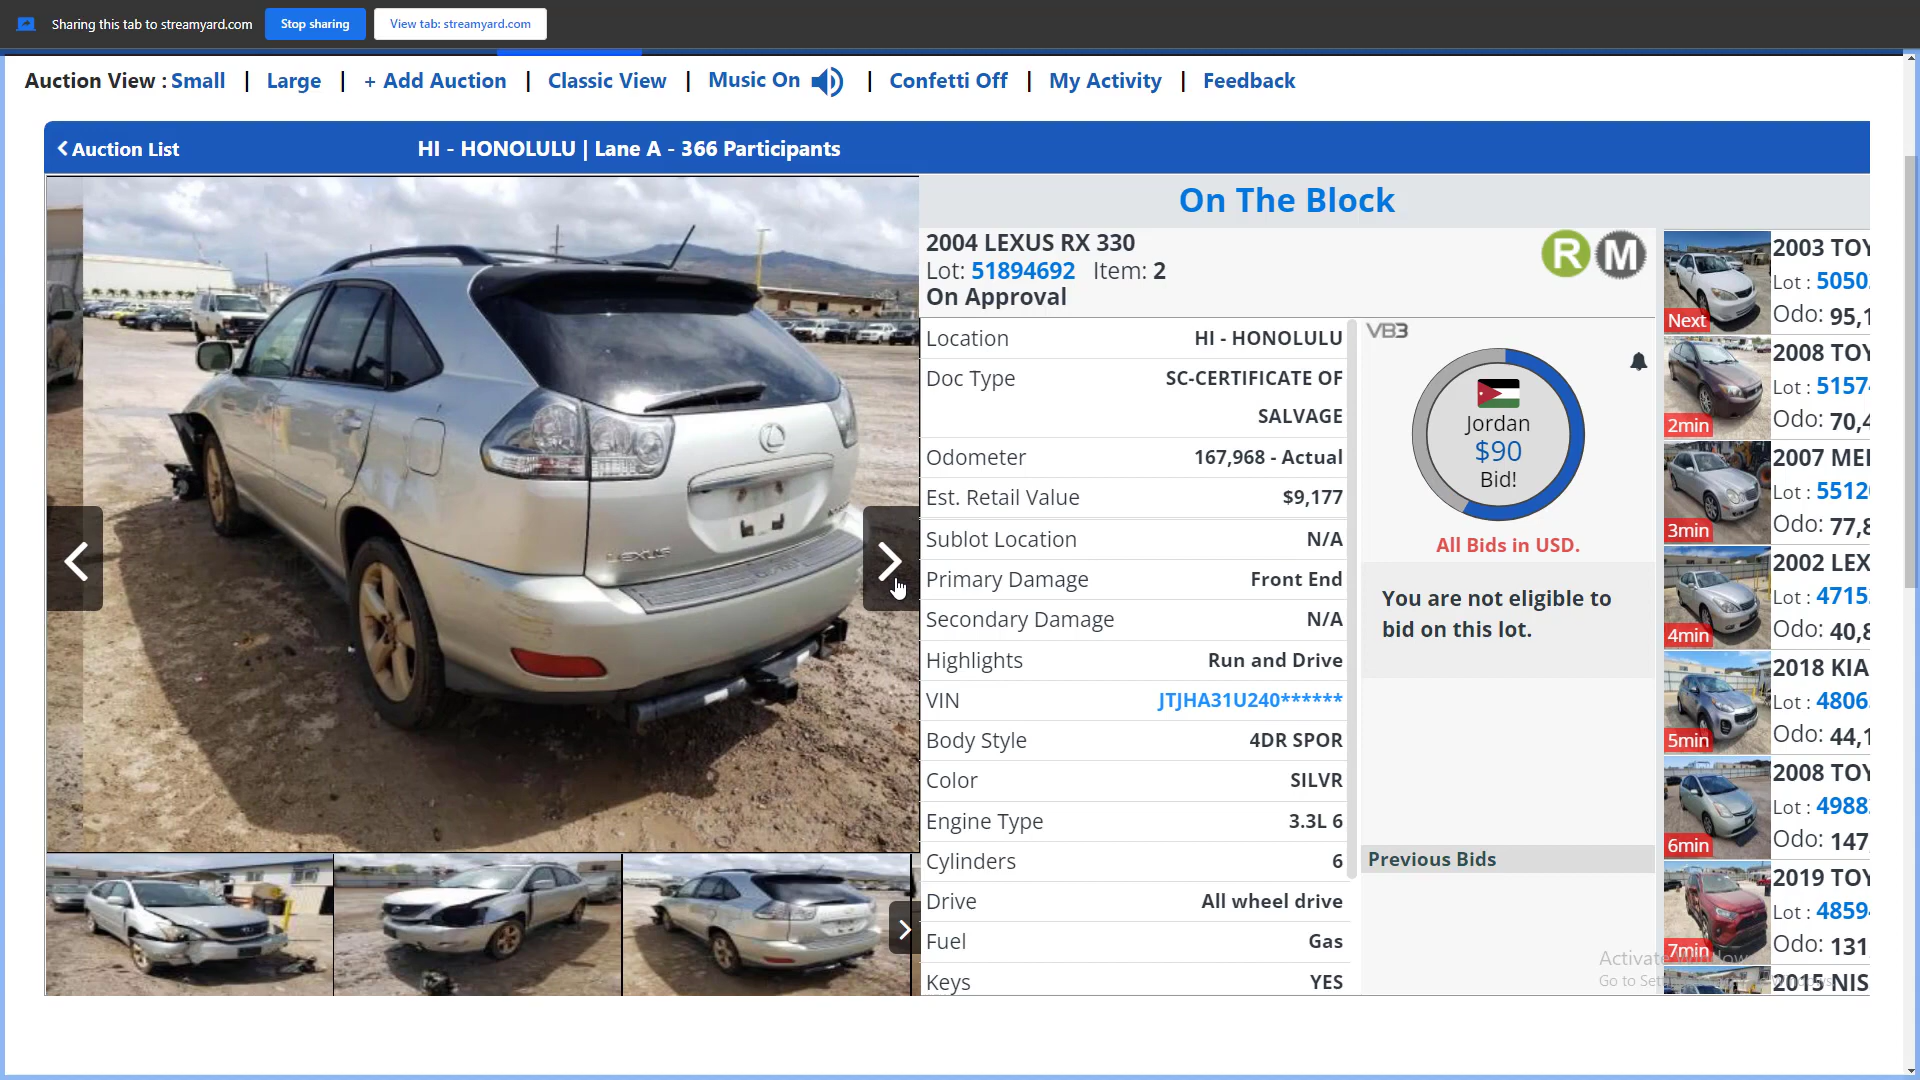 Sharing this tab to streamyard.com
Stop sharing
View tab: streamyard.com
Auction View : Small | Large | + Add Auction | Classic View | Music On | Confetti Off | My Activity | Feedback
Auction List
HI - HONOLULU | Lane A - 366 Participants
On The Block
2004 LEXUS RX 330
Lot: 51894692 Item: 2
On Approval
R M
Location HI - HONOLULU
Doc Type SC-CERTIFICATE OF
SALVAGE
Odometer 167,968 - Actual
Est. Retail Value $9,177
Sublot Location N/A
Primary Damage Front End
Secondary Damage N/A
Highlights Run and Drive
VIN JTJHA31U240******
Body Style 4DR SPOR
Color SILVR
Engine Type 3.3L 6
Cylinders 6
Drive All wheel drive
Fuel Gas
Keys YES
VB3
Jordan
$90
Bid!
All Bids in USD.
You are not eligible to
bid on this lot.
Previous Bids
2003 TOY
Lot : 5050
Odo: 95,1
Next
2008 TOY
Lot : 5157
Odo: 70,4
2min
2007 MER
Lot : 5512
Odo: 77,8
3min
2002 LEX
Lot : 4715
Odo: 40,8
4min
2018 KIA
Lot : 4806
Odo: 44,1
5min
2008 TOY
Lot : 4988
Odo: 147,
6min
2019 TOY
Lot : 4859
Odo: 131
7min
2015 NIS
Activate
Go to
LEXUS